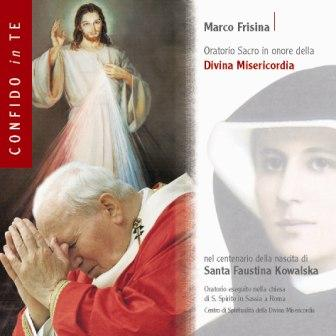 CONFIDO in TE
Marco Frisina
Oratorio Sacro in onore della
Divina Misericordia
nel centenario della nascita di
Santa Faustina Kowalska
Oratorio eseguito nella chiesa
di S. Spirito in Sassia a Roma
Centro di Spiritualità della Divina Misericordia